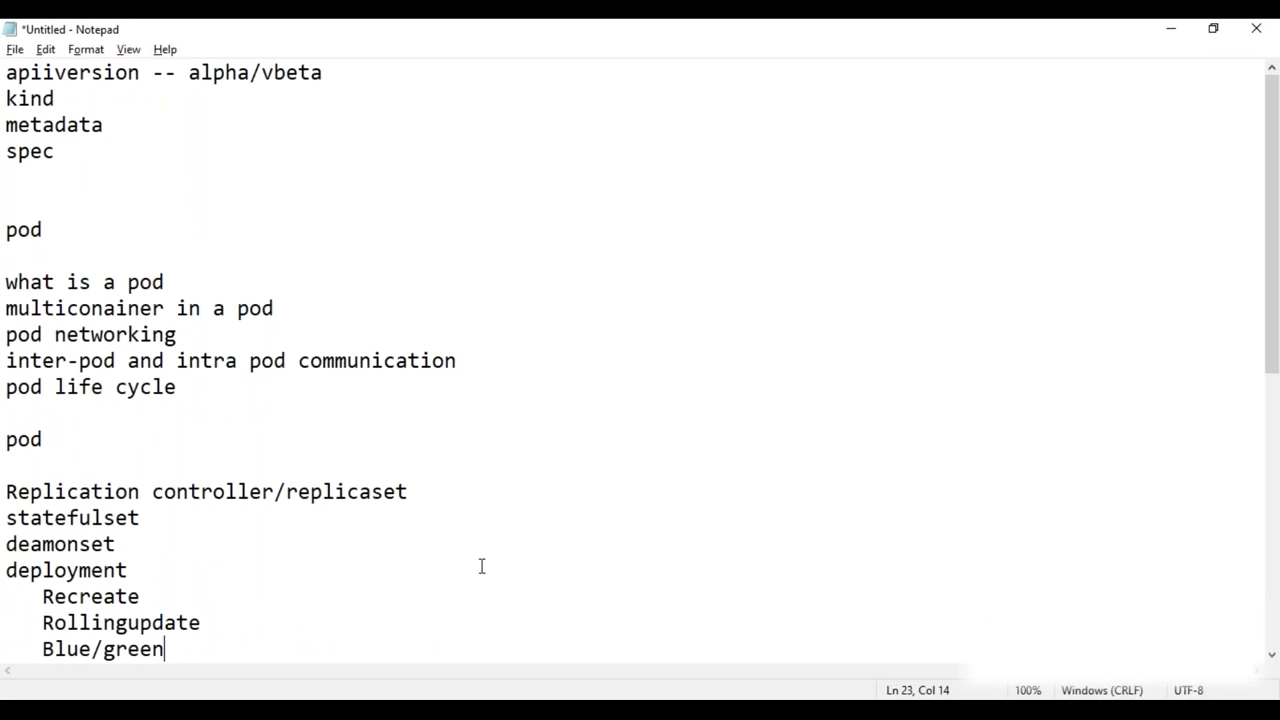 *Untitled - Notepad
File Edit Format View Help
apiiversion -- alpha/vbeta
kind
metadata
spec
pod
what is a pod
multiconainer in a pod
pod networking
inter-pod and intra pod communication
pod life cycle
pod
Replication controller/replicaset
statefulset
deamonset
deployment
Recreate
Rollingupdate
Blue/green
Ln 23, Col 14 100% Windows (CRLF) UTF-8